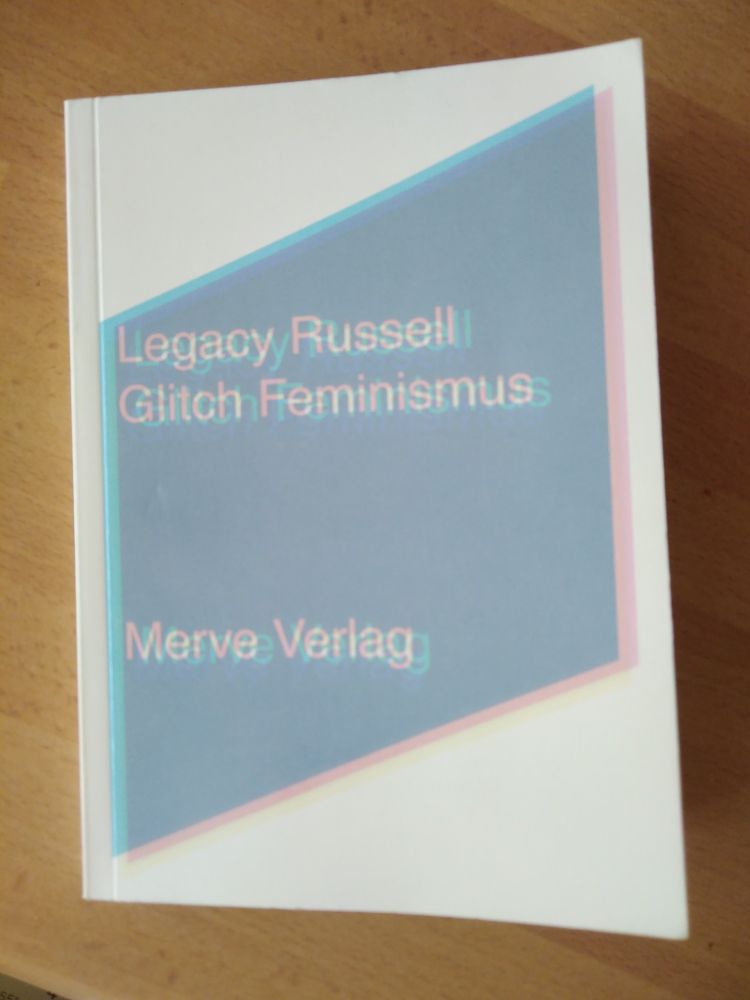 Legacy Russell
Glitch Feminismus
Merve Verlag